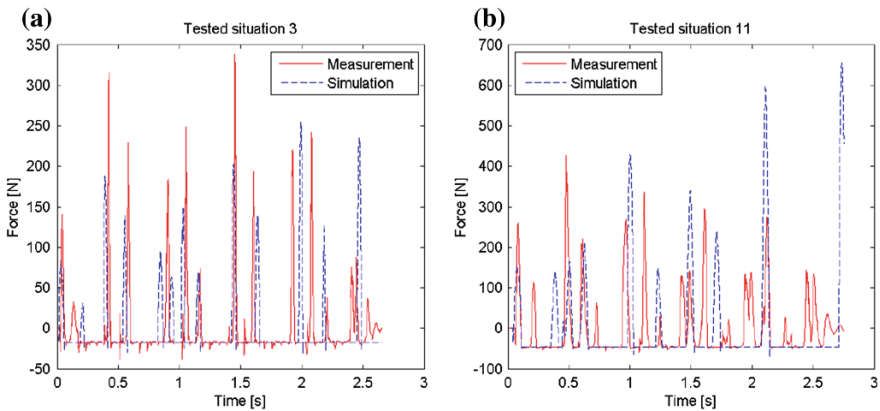 (a)
Tested situation 3
350
300
250
200
150
100
50
0
-50
Force [N]
Measurement
Simulation
0
0.5
1
1.5
2
2.5
3
Time [s]
(b)
Tested situation 11
700
600
500
400
300
200
100
0
-100
Force [N]
Measurement
Simulation
0
0.5
1
1.5
2
2.5
3
Time [s]